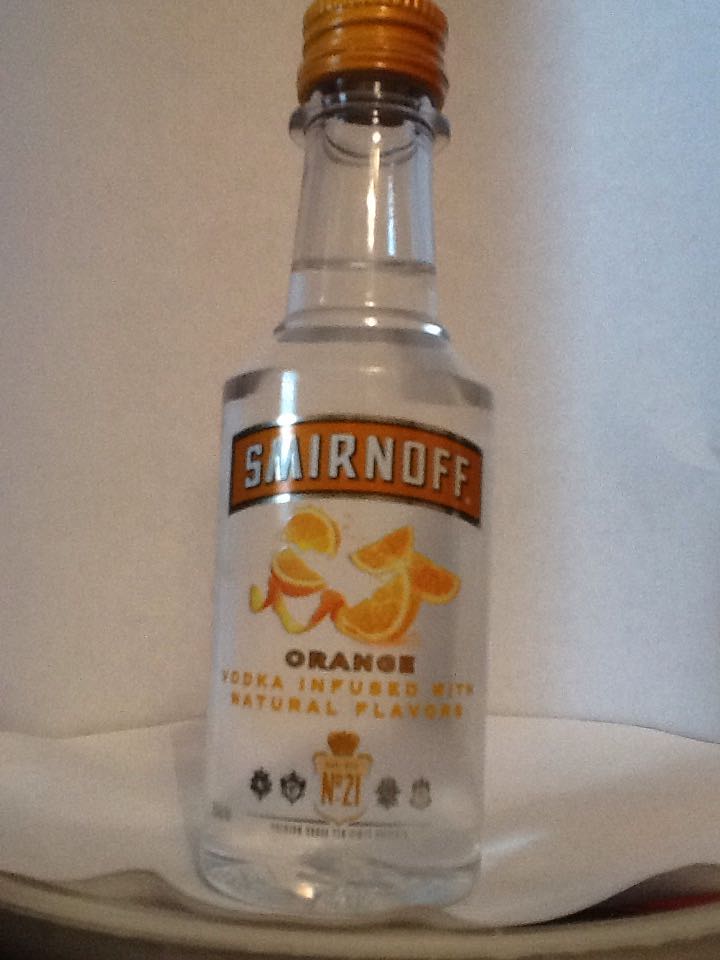 SMIRNOFF
ORANGE
VODKA INFUSED WITH
NATURAL FLAVORS
Nº21